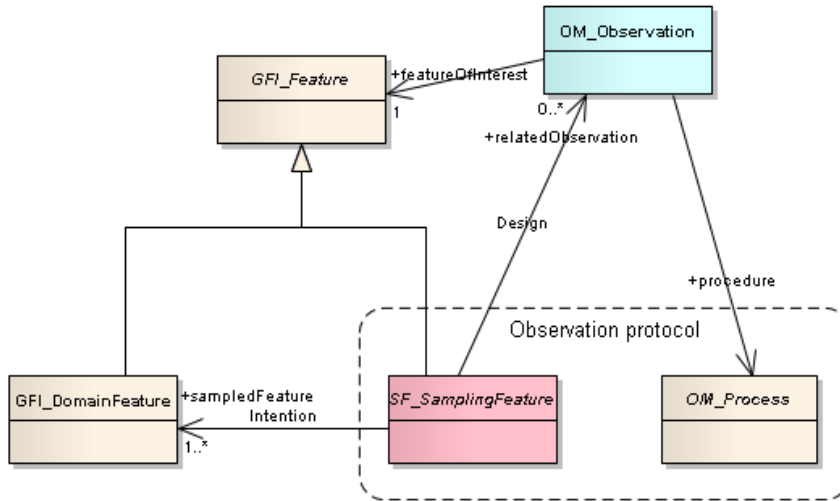 OM_Observation
GFI_Feature
+featureOfInterest
1
0..*
+relatedObservation
Design
+procedure
Observation protocol
GFI_DomainFeature
+sampledFeature
Intention
SF_SamplingFeature
OM_Process
1..*